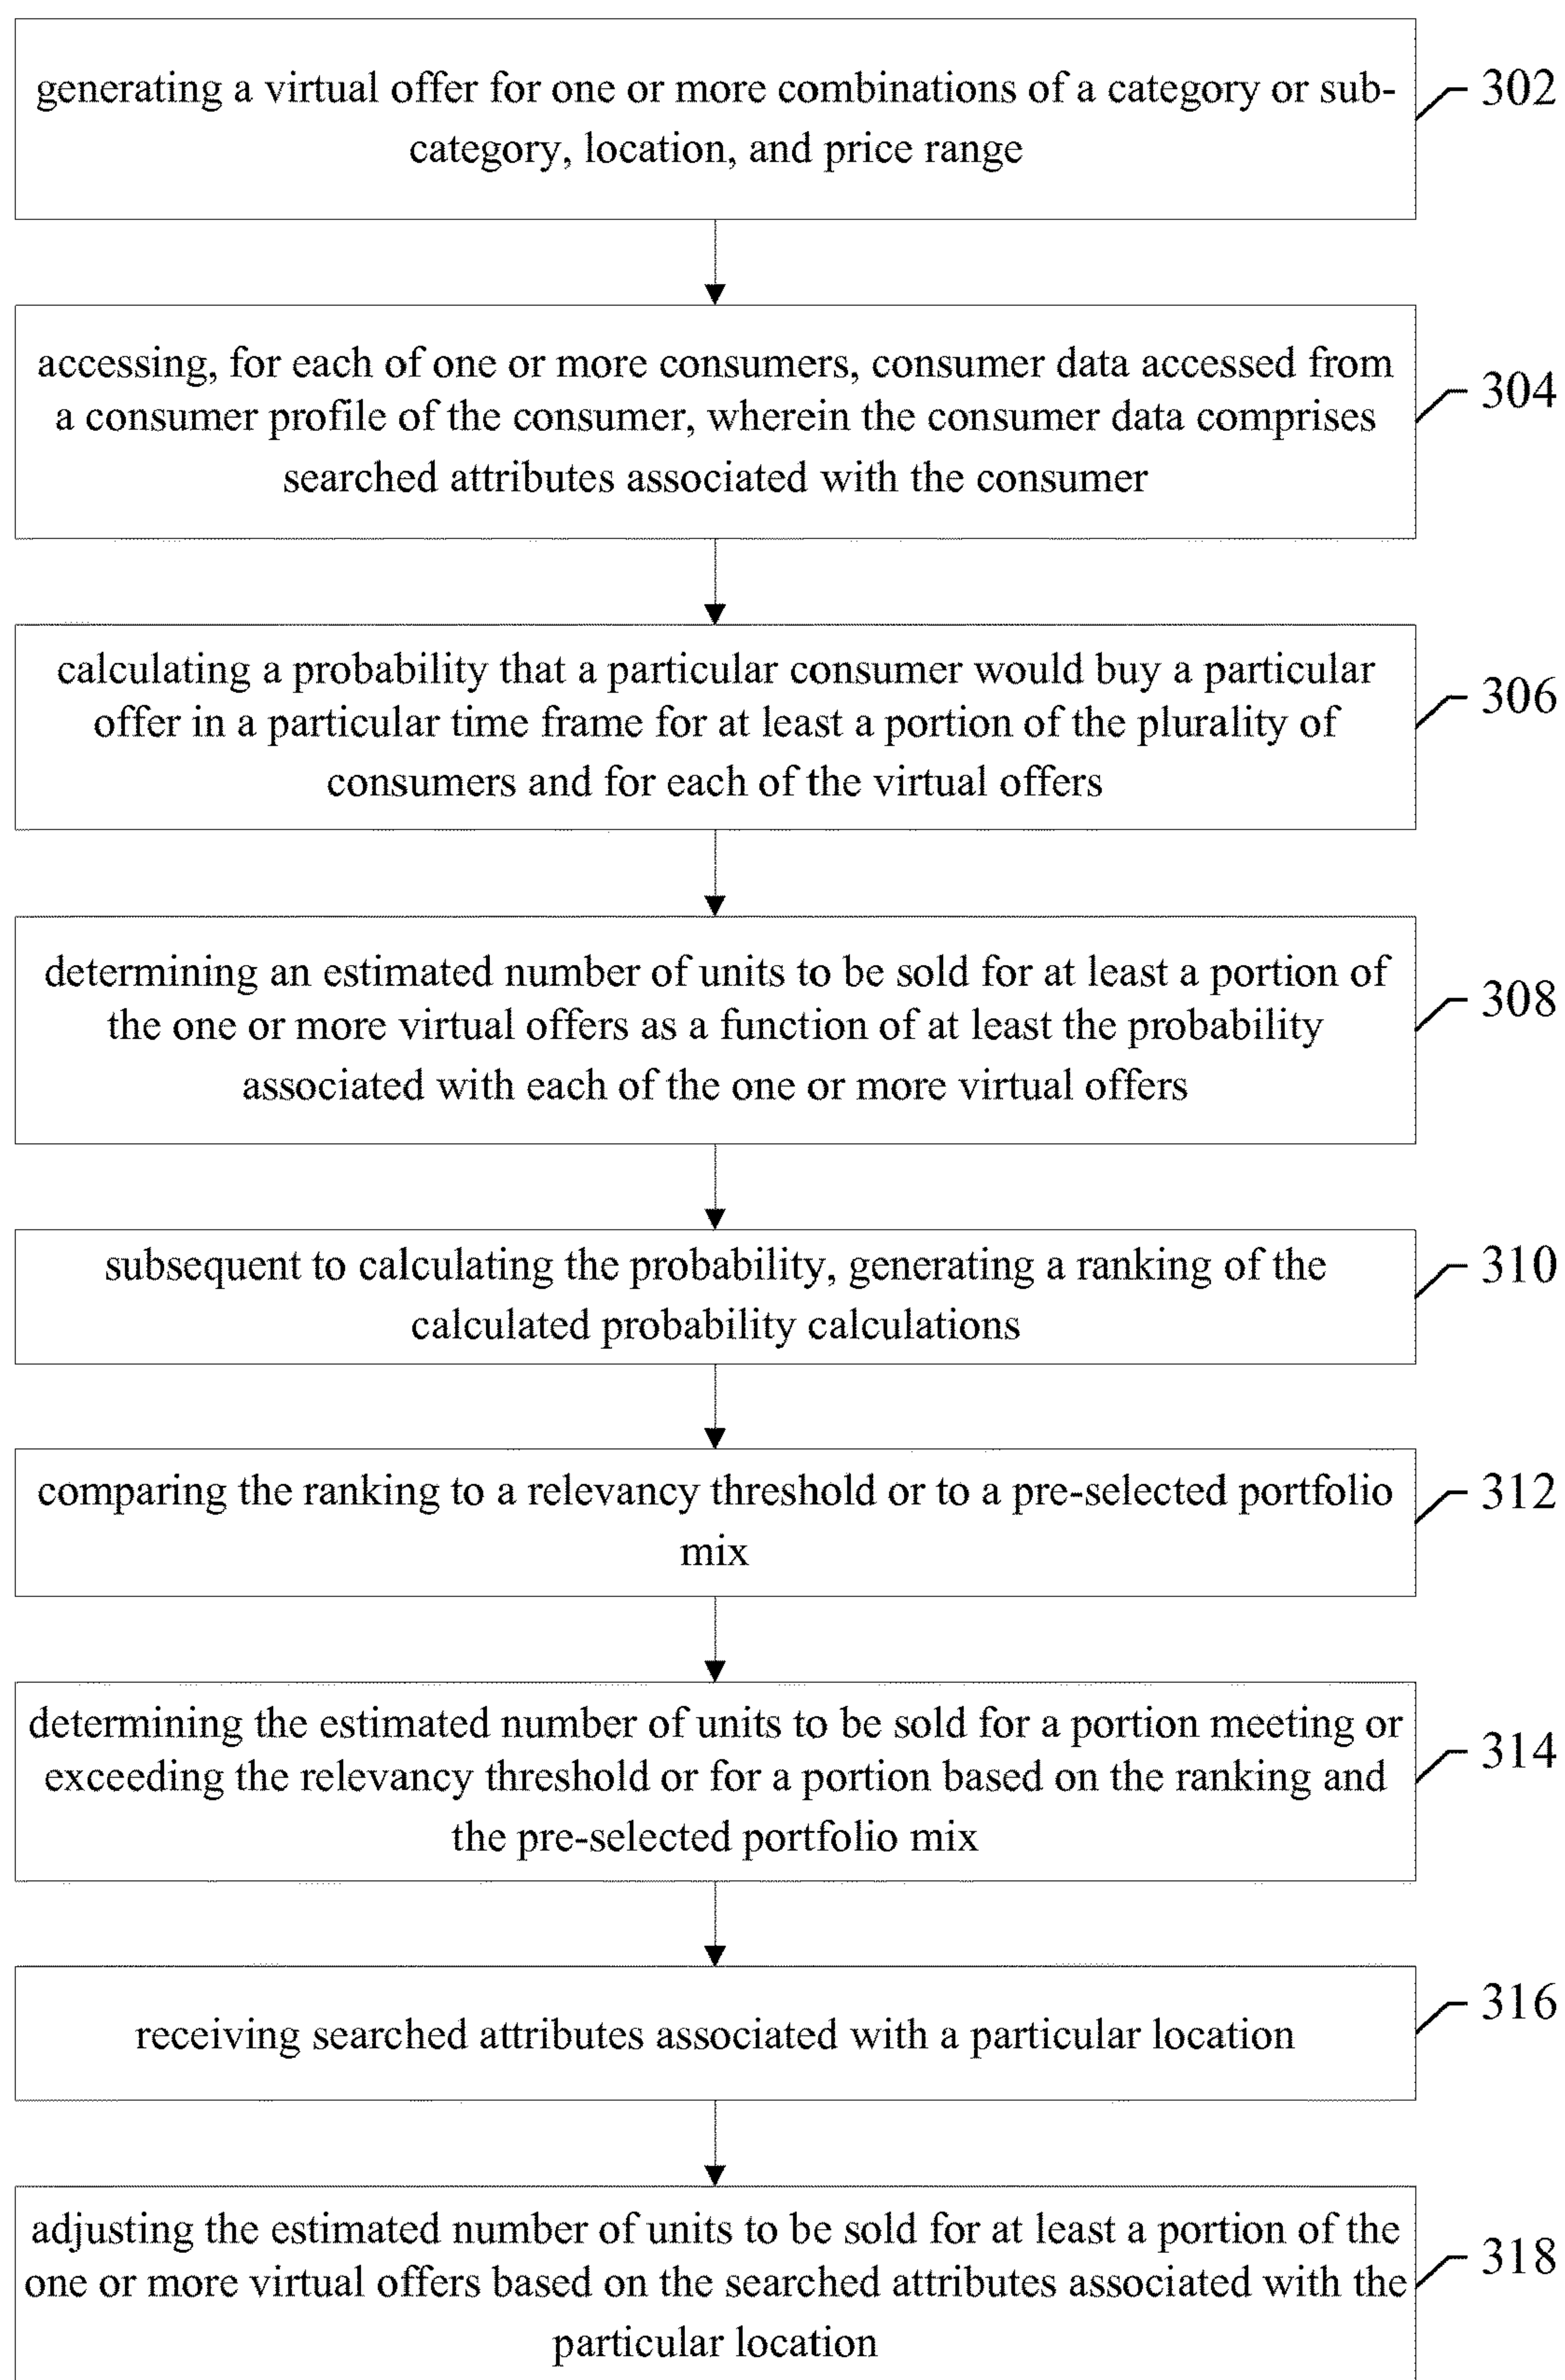 generating a virtual offer for one or more combinations of a category or sub-
category, location, and price range
302
accessing, for each of one or more consumers, consumer data accessed from
a consumer profile of the consumer, wherein the consumer data comprises
searched attributes associated with the consumer
304
calculating a probability that a particular consumer would buy a particular
offer in a particular time frame for at least a portion of the plurality of
consumers and for each of the virtual offers
306
determining an estimated number of units to be sold for at least a portion of
the one or more virtual offers as a function of at least the probability
associated with each of the one or more virtual offers
308
subsequent to calculating the probability, generating a ranking of the
calculated probability calculations
310
comparing the ranking to a relevancy threshold or to a pre-selected portfolio
mix
312
determining the estimated number of units to be sold for a portion meeting or
exceeding the relevancy threshold or for a portion based on the ranking and
the pre-selected portfolio mix
314
receiving searched attributes associated with a particular location
316
adjusting the estimated number of units to be sold for at least a portion of the
one or more virtual offers based on the searched attributes associated with the
particular location
318